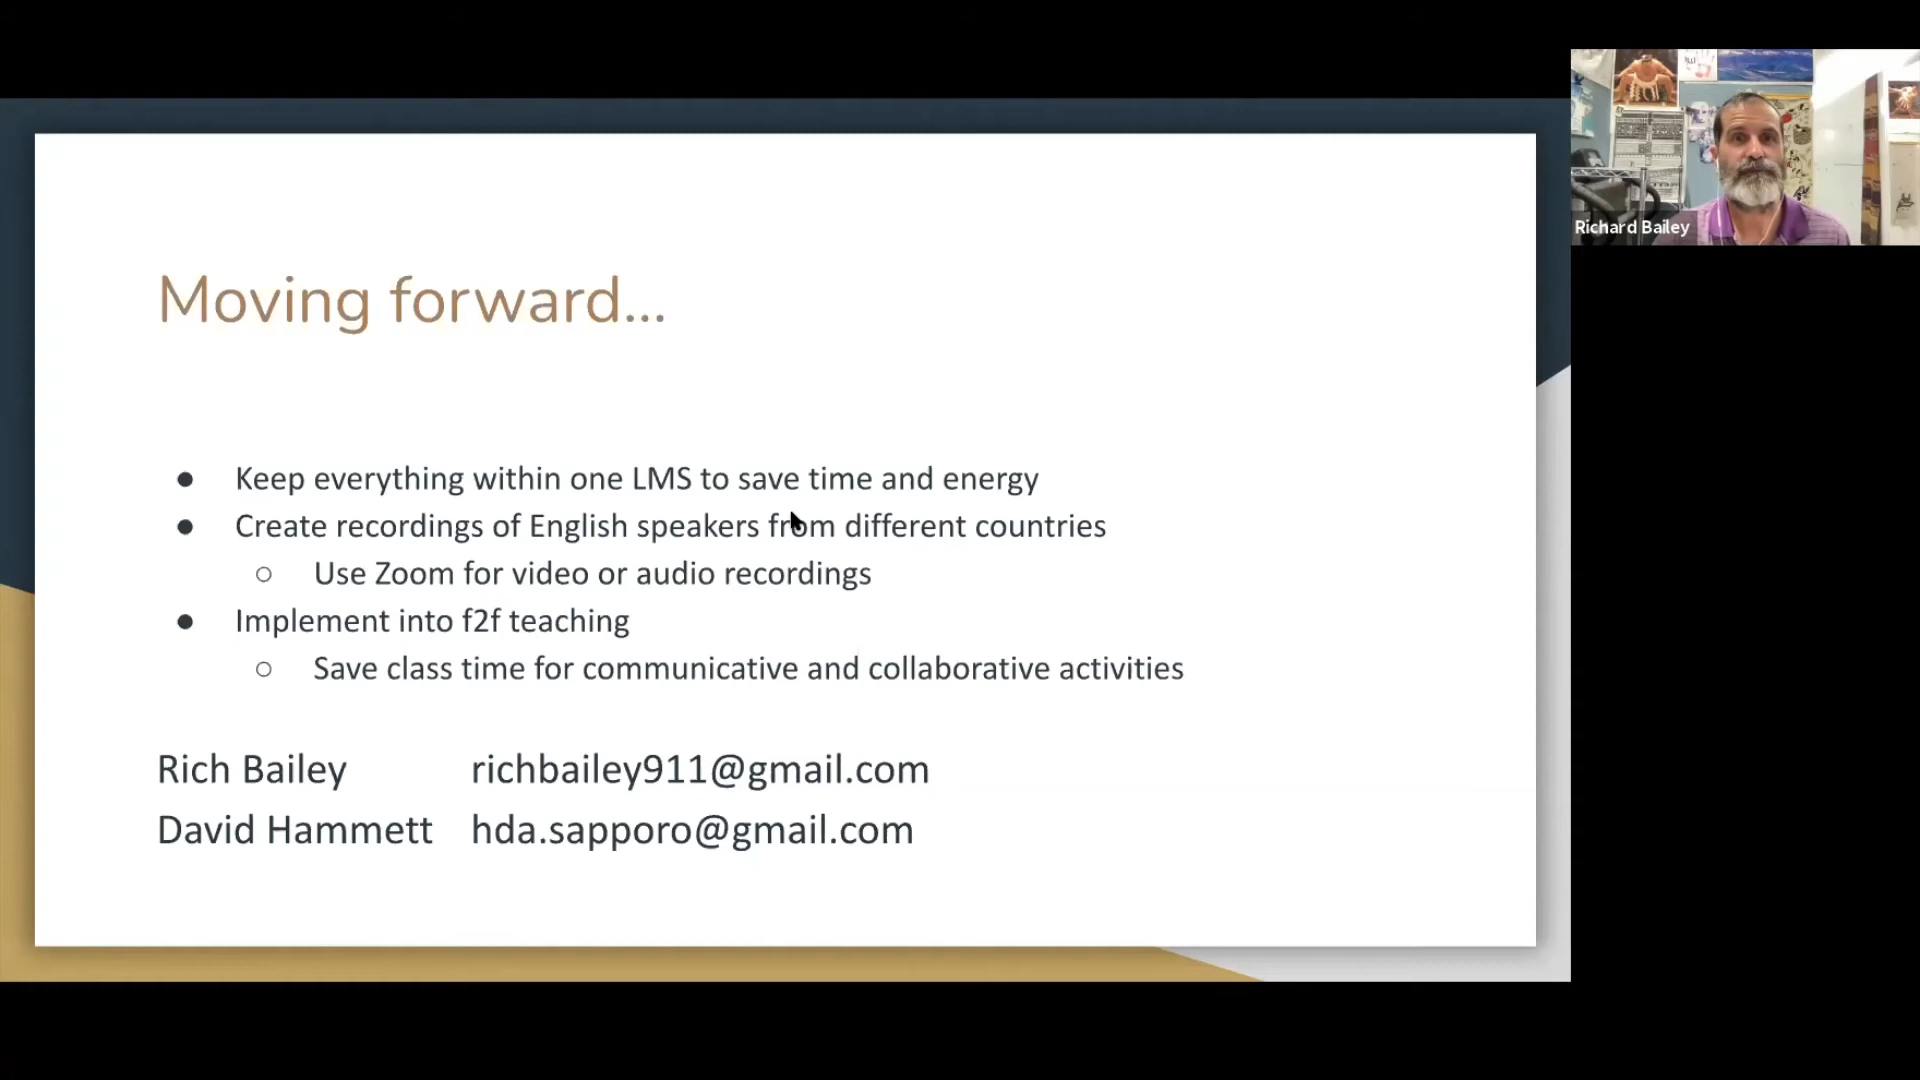 Moving forward...
● Keep everything within one LMS to save time and energy
● Create recordings of English speakers from different countries
○ Use Zoom for video or audio recordings
● Implement into f2f teaching
○ Save class time for communicative and collaborative activities
Rich Bailey richbailey911@gmail.com
David Hammett hda.sapporo@gmail.com
Richard Bailey